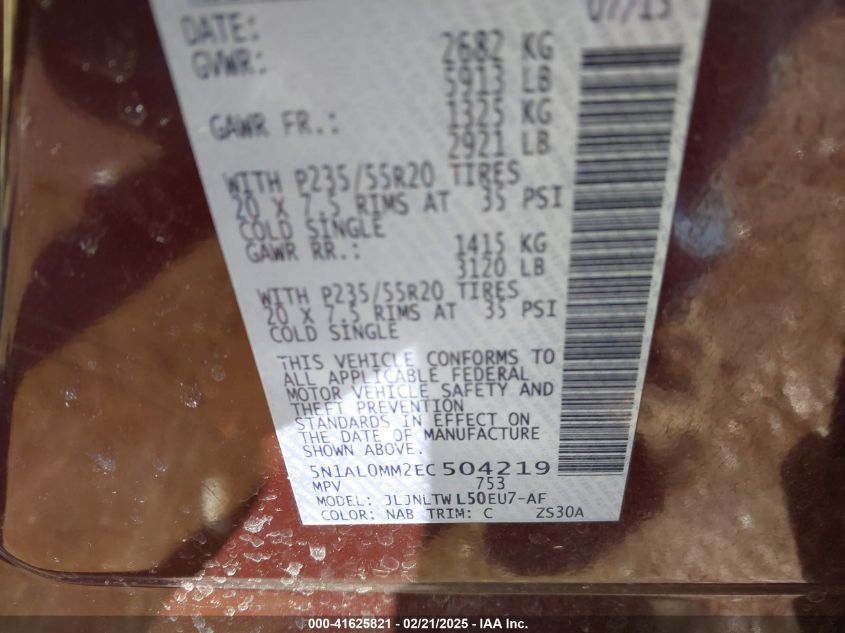 DATE: 07/13
GVWR: 2682 KG
5913 LB
GAWR FR.: 1325 KG
2921 LB
WITH P235/55R20 TIRES
20 X 7.5 RIMS AT 35 PSI
COLD SINGLE
GAWR RR.: 1415 KG
3120 LB
WITH P235/55R20 TIRES
20 X 7.5 RIMS AT 35 PSI
COLD SINGLE
THIS VEHICLE CONFORMS TO
ALL APPLICABLE FEDERAL
MOTOR VEHICLE SAFETY AND
THEFT PREVENTION
STANDARDS IN EFFECT ON
THE DATE OF MANUFACTURE
SHOWN ABOVE.
5N1AL0MM2EC504219
MPV 753
MODEL: JLJNLTWL50EU7-AF
COLOR: NAB TRIM: C ZS30A
000-41625821 / 02/21/2025 - IAA Inc.